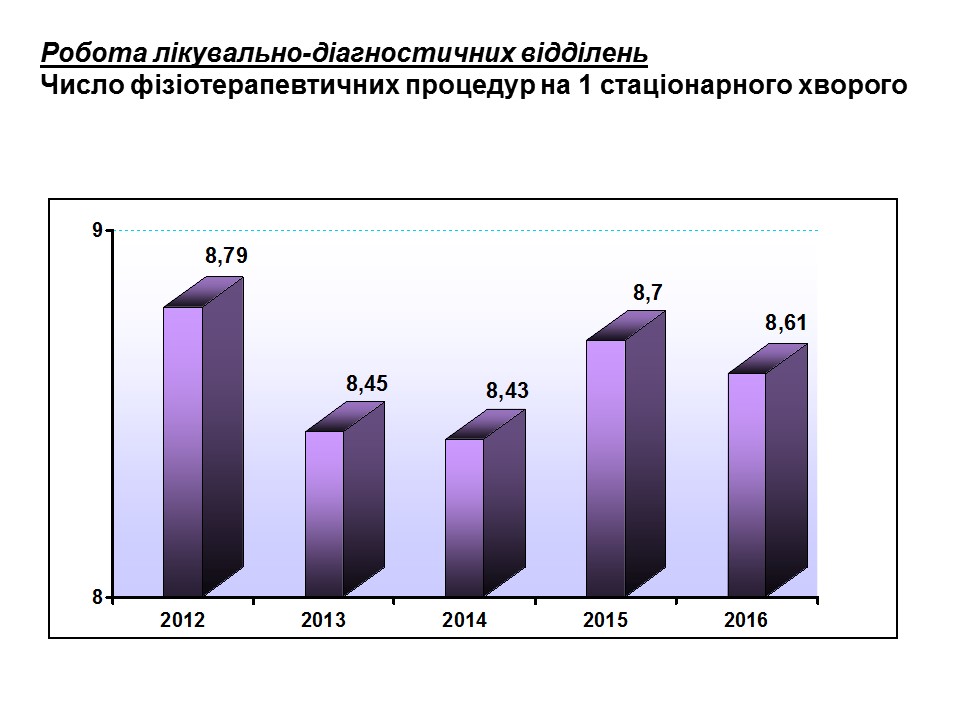 Робота лікувально-діагностичних відділень
Число фізіотерапевтичних процедур на 1 стаціонарного хворого
9
8,79
8,7
8,61
8,45
8,43
8
2012 2013 2014 2015 2016